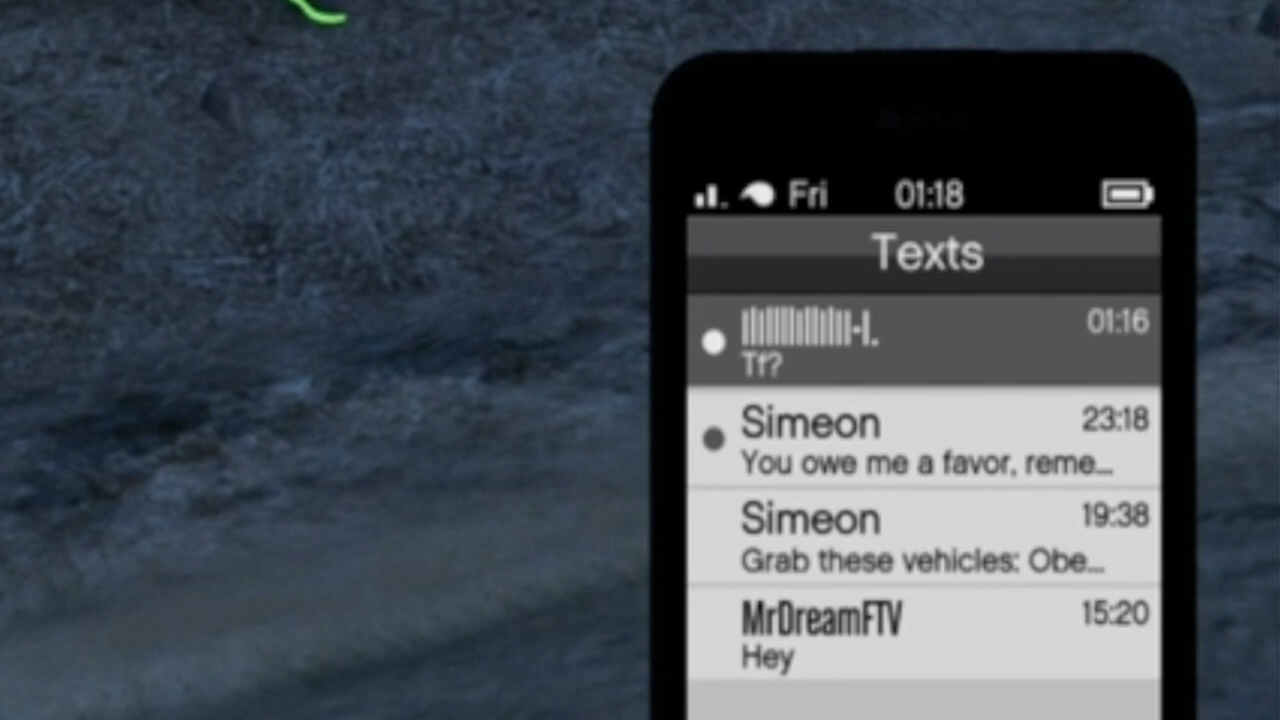 Fri 01:18
Texts
01:16
Tf?
Simeon 23:18
You owe me a favor, reme...
Simeon 19:38
Grab these vehicles: Obe...
MrDreamFTV 15:20
Hey